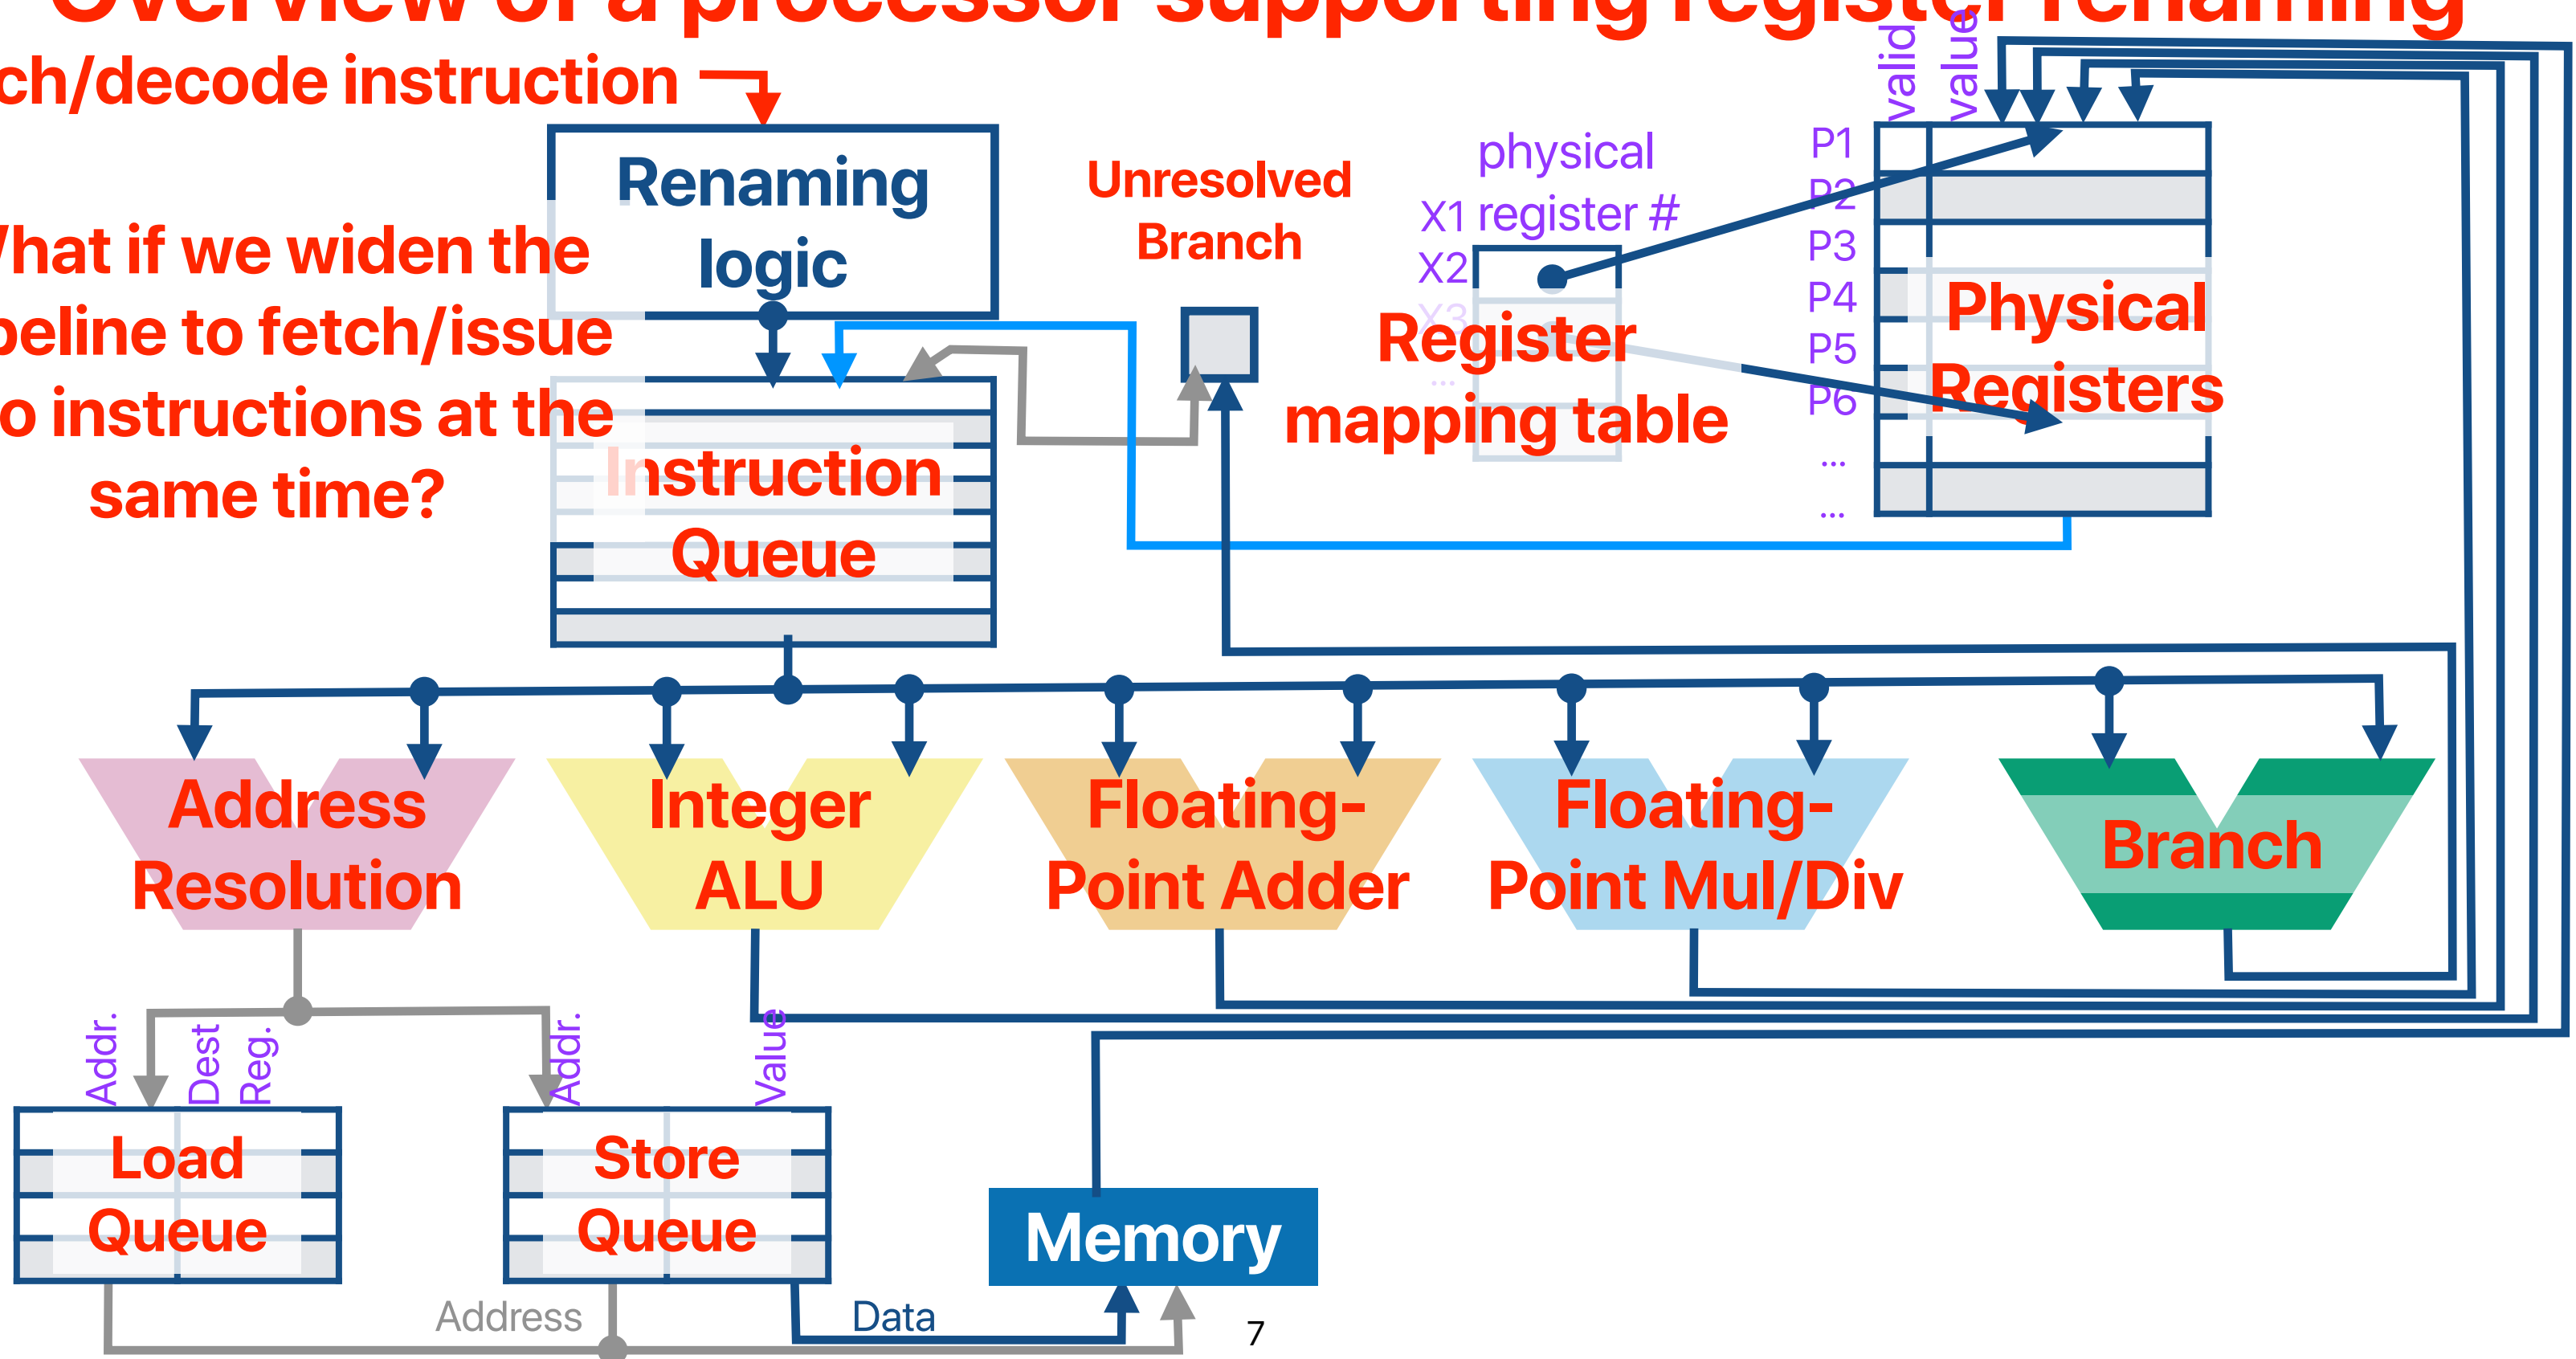 Overview of a processor supporting register renaming
ch/decode instruction
Renaming
logic
What if we widen the
peline to fetch/issue
o instructions at the
same time?
Instruction
Queue
Unresolved
Branch
physical
register #
X1
X2
X3
...
Register
mapping table
valid
value
P1
P2
P3
P4
P5
P6
...
...
Physical
Registers
Address
Resolution
Integer
ALU
Floating-
Point Adder
Floating-
Point Mul/Div
Branch
Addr.
Dest
Reg.
Addr.
Value
Load
Queue
Store
Queue
Memory
Address
Data
7